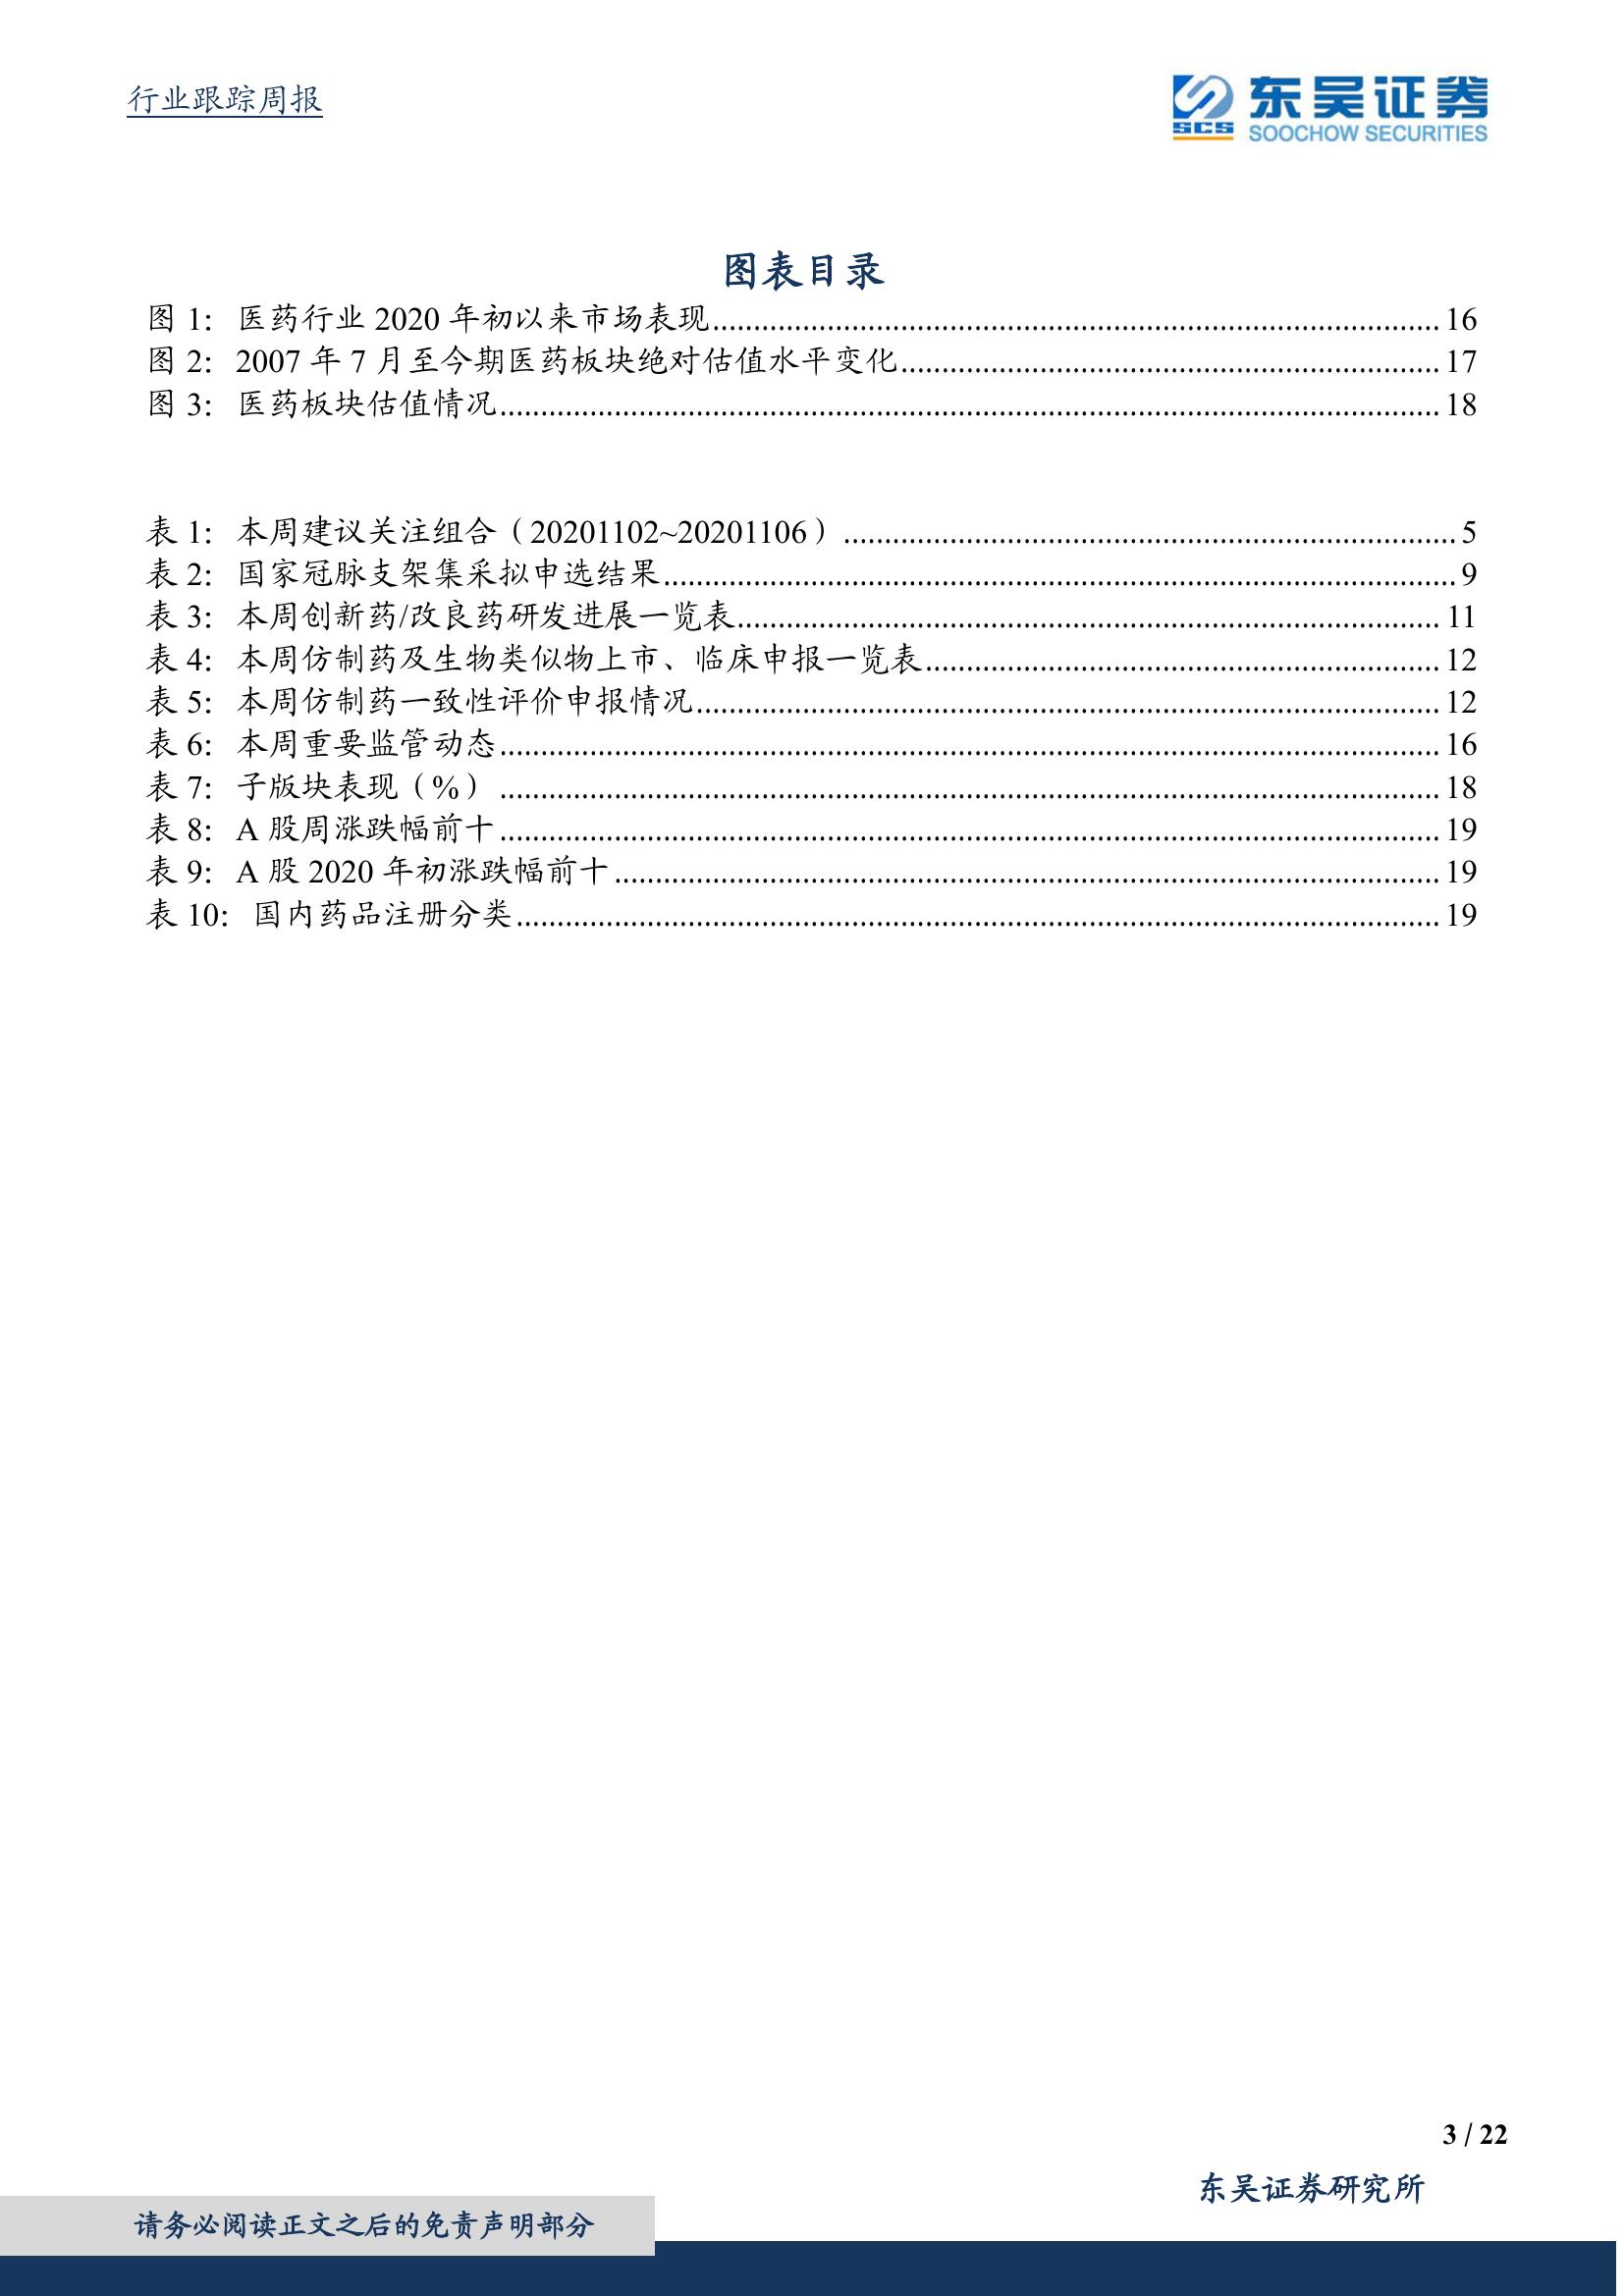 行业跟踪周报
SCS
东吴证券
SOOCHOW SECURITIES
图表目录
图 1： 医药行业 2020 年初以来市场表现 16
图 2： 2007 年 7 月至今期医药板块绝对估值水平变化 17
图 3： 医药板块估值情况 18
表 1： 本周建议关注组合（20201102~20201106） 5
表 2： 国家冠脉支架集采拟申选结果 9
表 3： 本周创新药/改良药研发进展一览表 11
表 4： 本周仿制药及生物类似物上市、临床申报一览表 12
表 5： 本周仿制药一致性评价申报情况 12
表 6： 本周重要监管动态 16
表 7： 子版块表现（%） 18
表 8： A 股周涨跌幅前十 19
表 9： A 股 2020 年初涨跌幅前十 19
表 10： 国内药品注册分类 19
3 / 22
东吴证券研究所
请务必阅读正文之后的免责声明部分